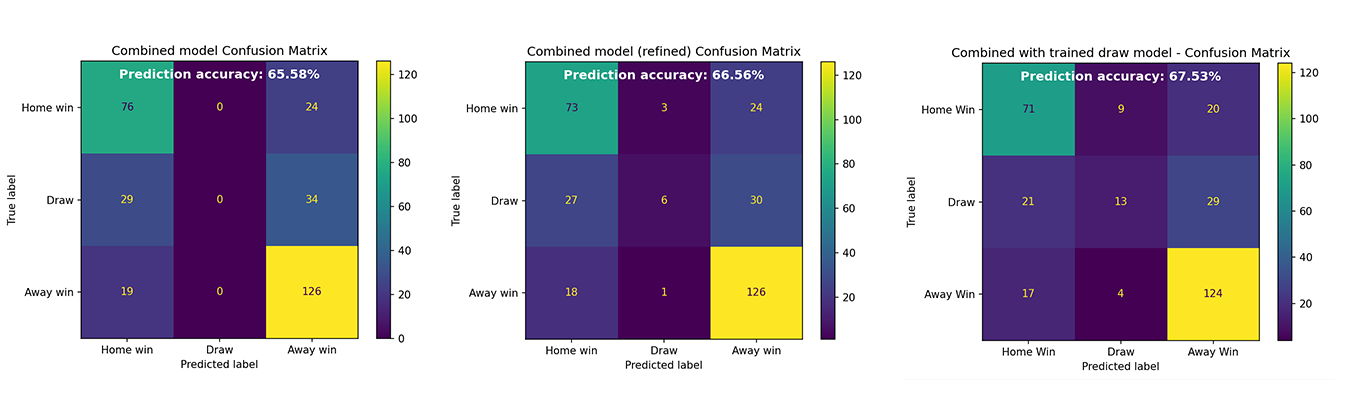 Combined model Confusion Matrix
Prediction accuracy: 65.58%
True label
Home win
76 0 24
Draw
29 0 34
Away win
19 0 126
Home win Draw Away win
Predicted label
120
100
80
60
40
20
0
Combined model (refined) Confusion Matrix
Prediction accuracy: 66.56%
True label
Home win
73 3 24
Draw
27 6 30
Away win
18 1 126
Home win Draw Away win
Predicted label
120
100
80
60
40
20
Combined with trained draw model - Confusion Matrix
Prediction accuracy: 67.53%
True label
Home Win
71 9 20
Draw
21 13 29
Away Win
17 4 124
Home Win Draw Away Win
Predicted label
120
100
80
60
40
20